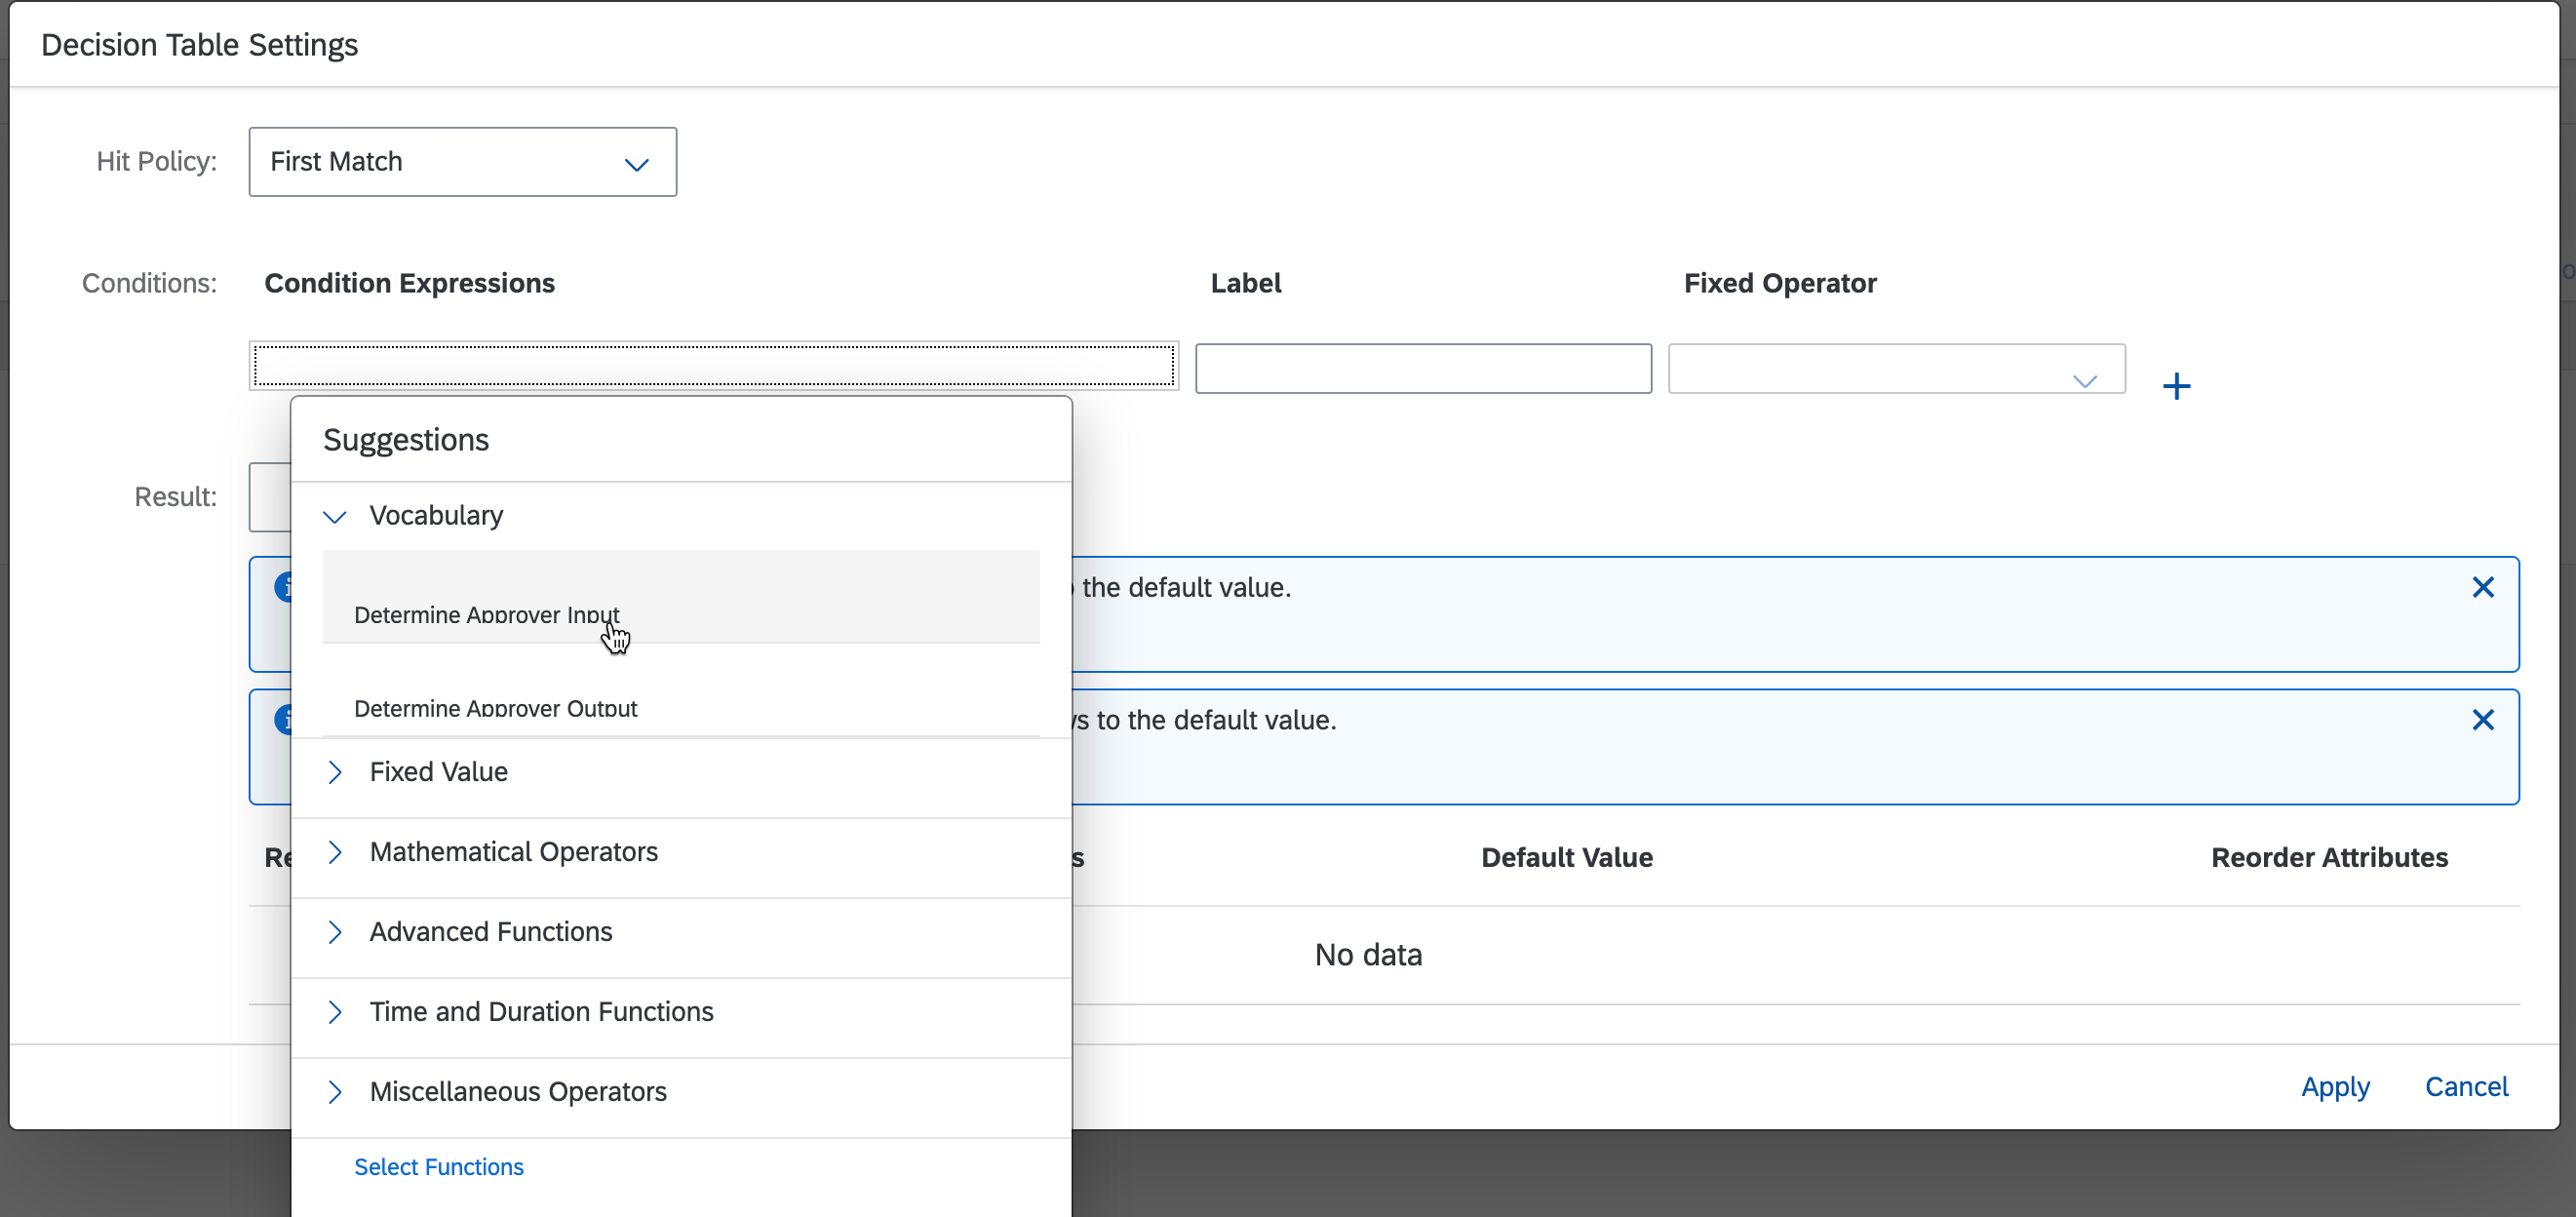 Decision Table Settings
Hit Policy: First Match
Conditions: Condition Expressions Label Fixed Operator
Suggestions
Result:
Vocabulary
the default value.
Determine Approver Input
Determine Approver Output
to the default value.
Fixed Value
Mathematical Operators
Default Value Reorder Attributes
Advanced Functions
No data
Time and Duration Functions
Miscellaneous Operators
Apply Cancel
Select Functions